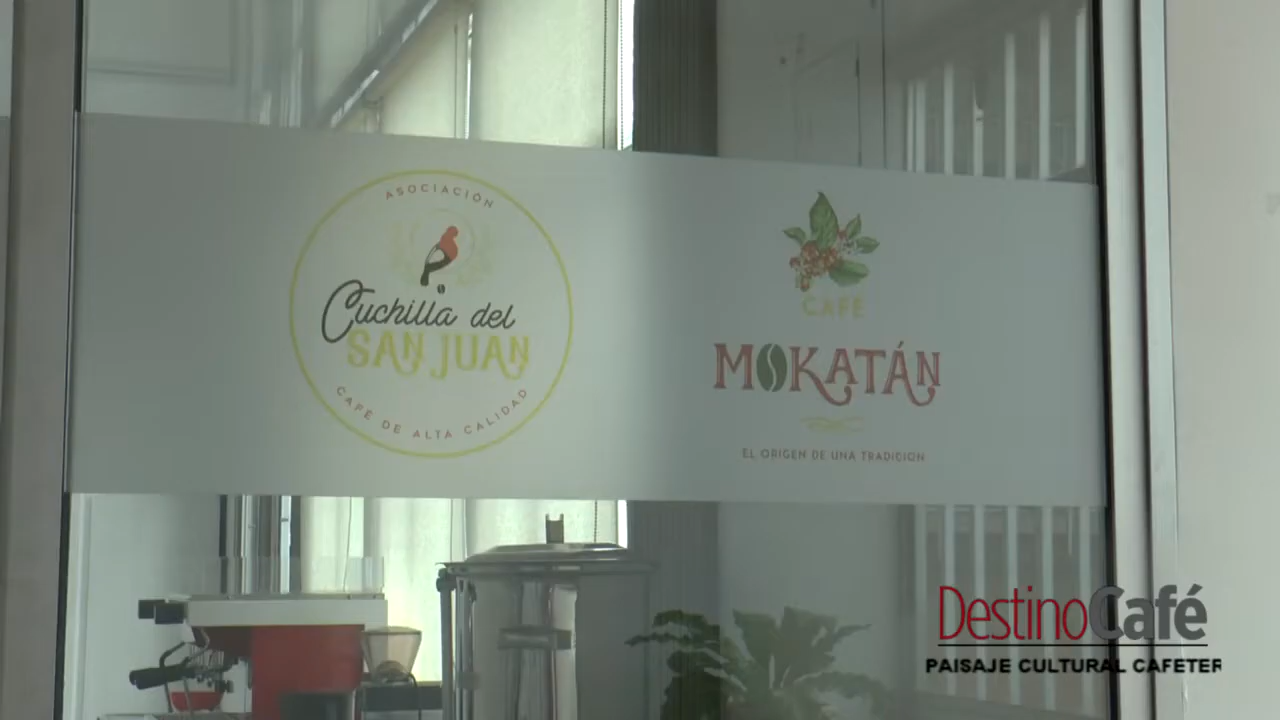 ASOCIACIÓN
Cuchilla del
SAN JUAN
CAFÉ DE ALTA CALIDAD
CAFÉ
MOKATÁN
EL ORIGEN DE UNA TRADICIÓN
DestinoCafé
PAISAJE CULTURAL CAFETER